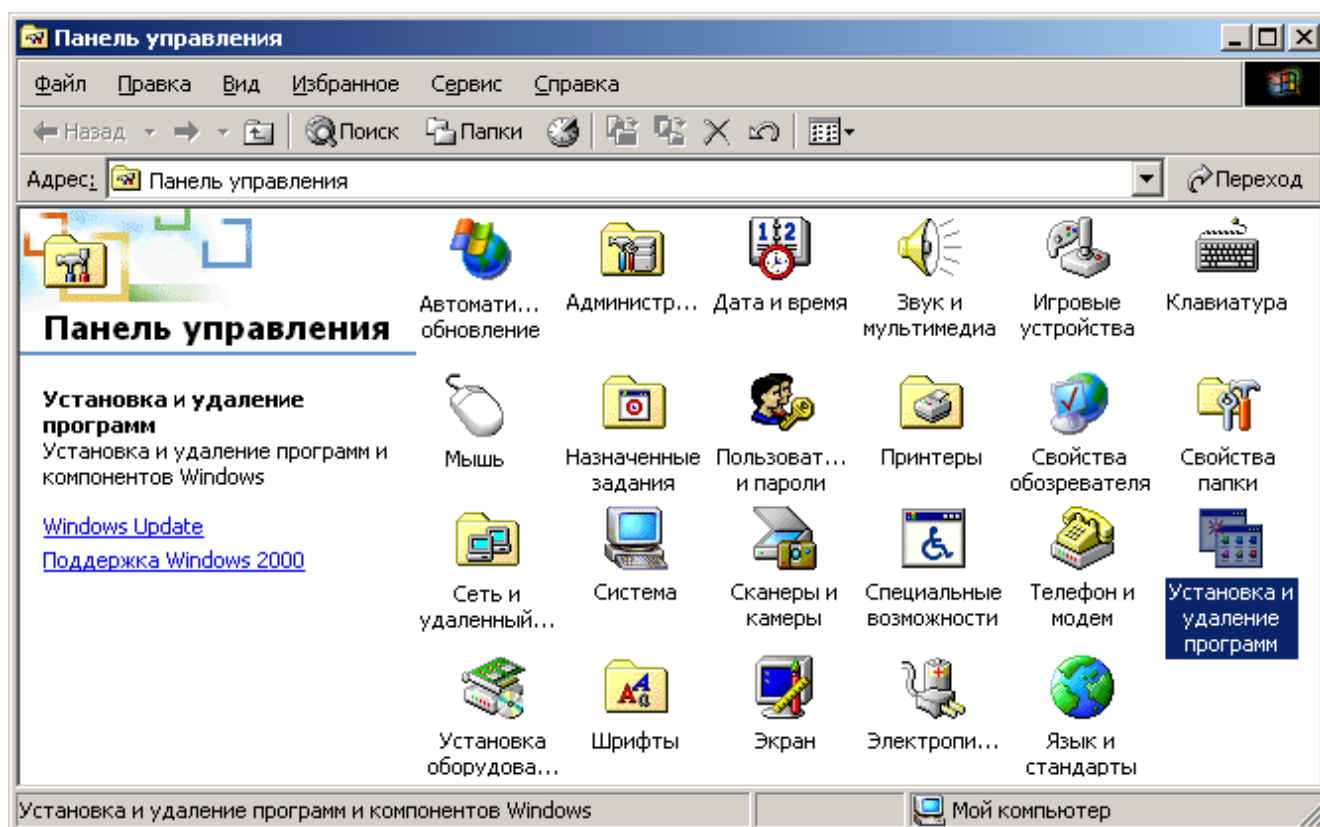 Панель управления
Файл Правка Вид Избранное Сервис Справка
Назад Поиск Папки
Адрес: Панель управления Переход
Панель управления
Установка и удаление
программ
Установка и удаление программ и
компонентов Windows
Windows Update
Поддержка Windows 2000
Автомати...
обновление
Администр...
Дата и время
Звук и
мультимедиа
Игровые
устройства
Клавиатура
Мышь
Назначенные
задания
Пользоват...
и пароли
Принтеры
Свойства
обозревателя
Свойства
папки
Сеть и
удаленный...
Система
Сканеры и
камеры
Специальные
возможности
Телефон и
модем
Установка и
удаление
программ
Установка
оборудова...
Шрифты
Экран
Электропи...
Язык и
стандарты
Установка и удаление программ и компонентов Windows
Мой компьютер